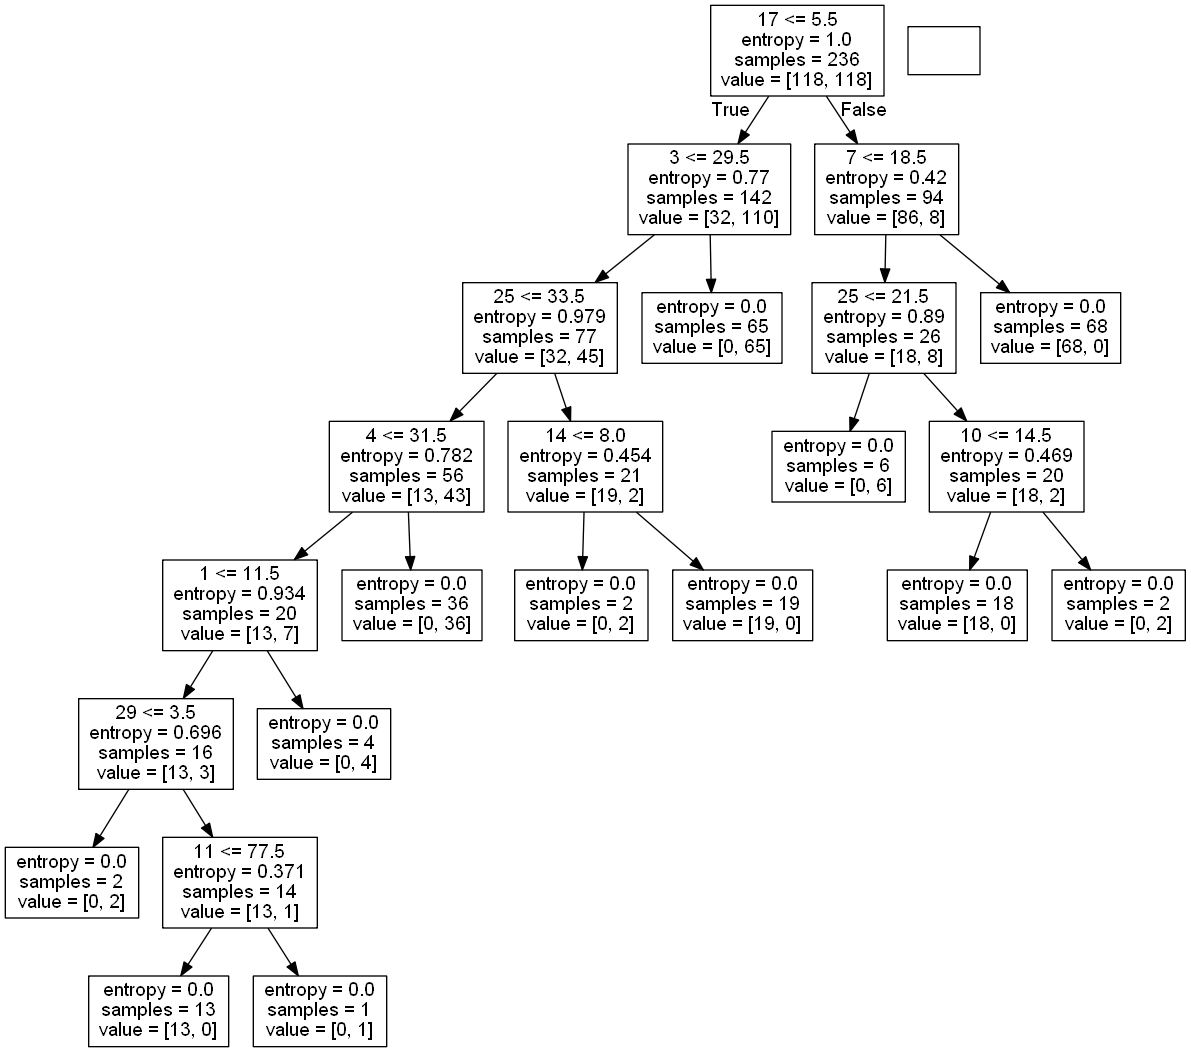 17 <= 5.5
entropy = 1.0
samples = 236
value = [118, 118]
True
False
3 <= 29.5
entropy = 0.77
samples = 142
value = [32, 110]
7 <= 18.5
entropy = 0.42
samples = 94
value = [86, 8]
25 <= 33.5
entropy = 0.979
samples = 77
value = [32, 45]
entropy = 0.0
samples = 65
value = [0, 65]
25 <= 21.5
entropy = 0.89
samples = 26
value = [18, 8]
entropy = 0.0
samples = 68
value = [68, 0]
4 <= 31.5
entropy = 0.782
samples = 56
value = [13, 43]
14 <= 8.0
entropy = 0.454
samples = 21
value = [19, 2]
entropy = 0.0
samples = 6
value = [0, 6]
10 <= 14.5
entropy = 0.469
samples = 20
value = [18, 2]
1 <= 11.5
entropy = 0.934
samples = 20
value = [13, 7]
entropy = 0.0
samples = 36
value = [0, 36]
entropy = 0.0
samples = 2
value = [0, 2]
entropy = 0.0
samples = 19
value = [19, 0]
entropy = 0.0
samples = 18
value = [18, 0]
entropy = 0.0
samples = 2
value = [0, 2]
29 <= 3.5
entropy = 0.696
samples = 16
value = [13, 3]
entropy = 0.0
samples = 4
value = [0, 4]
entropy = 0.0
samples = 2
value = [0, 2]
11 <= 77.5
entropy = 0.371
samples = 14
value = [13, 1]
entropy = 0.0
samples = 13
value = [13, 0]
entropy = 0.0
samples = 1
value = [0, 1]